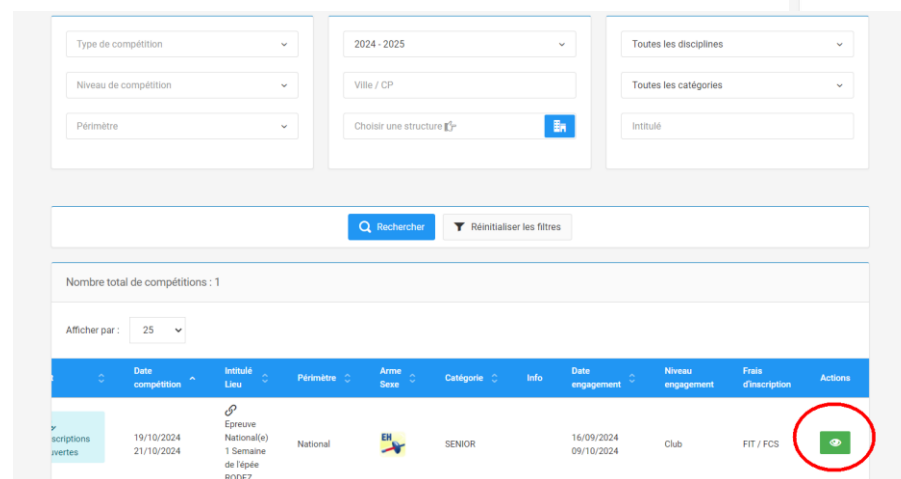 Type de compétition
2024 - 2025
Toutes les disciplines
Niveau de compétition
Ville / CP
Toutes les catégories
Périmètre
Choisir une structure
Intitulé
Rechercher
Réinitialiser les filtres
Nombre total de compétitions : 1
Afficher par : 25
Date compétition
Intitulé Lieu
Périmètre
Arme Sexe
Catégorie
Info
Date engagement
Niveau engagement
Frais d'inscription
Actions
scriptions
vertes
19/10/2024
21/10/2024
Epreuve
National(e)
1 Semaine
de l'épée
RODEZ
National
EH
SENIOR
16/09/2024
09/10/2024
Club
FIT / FCS